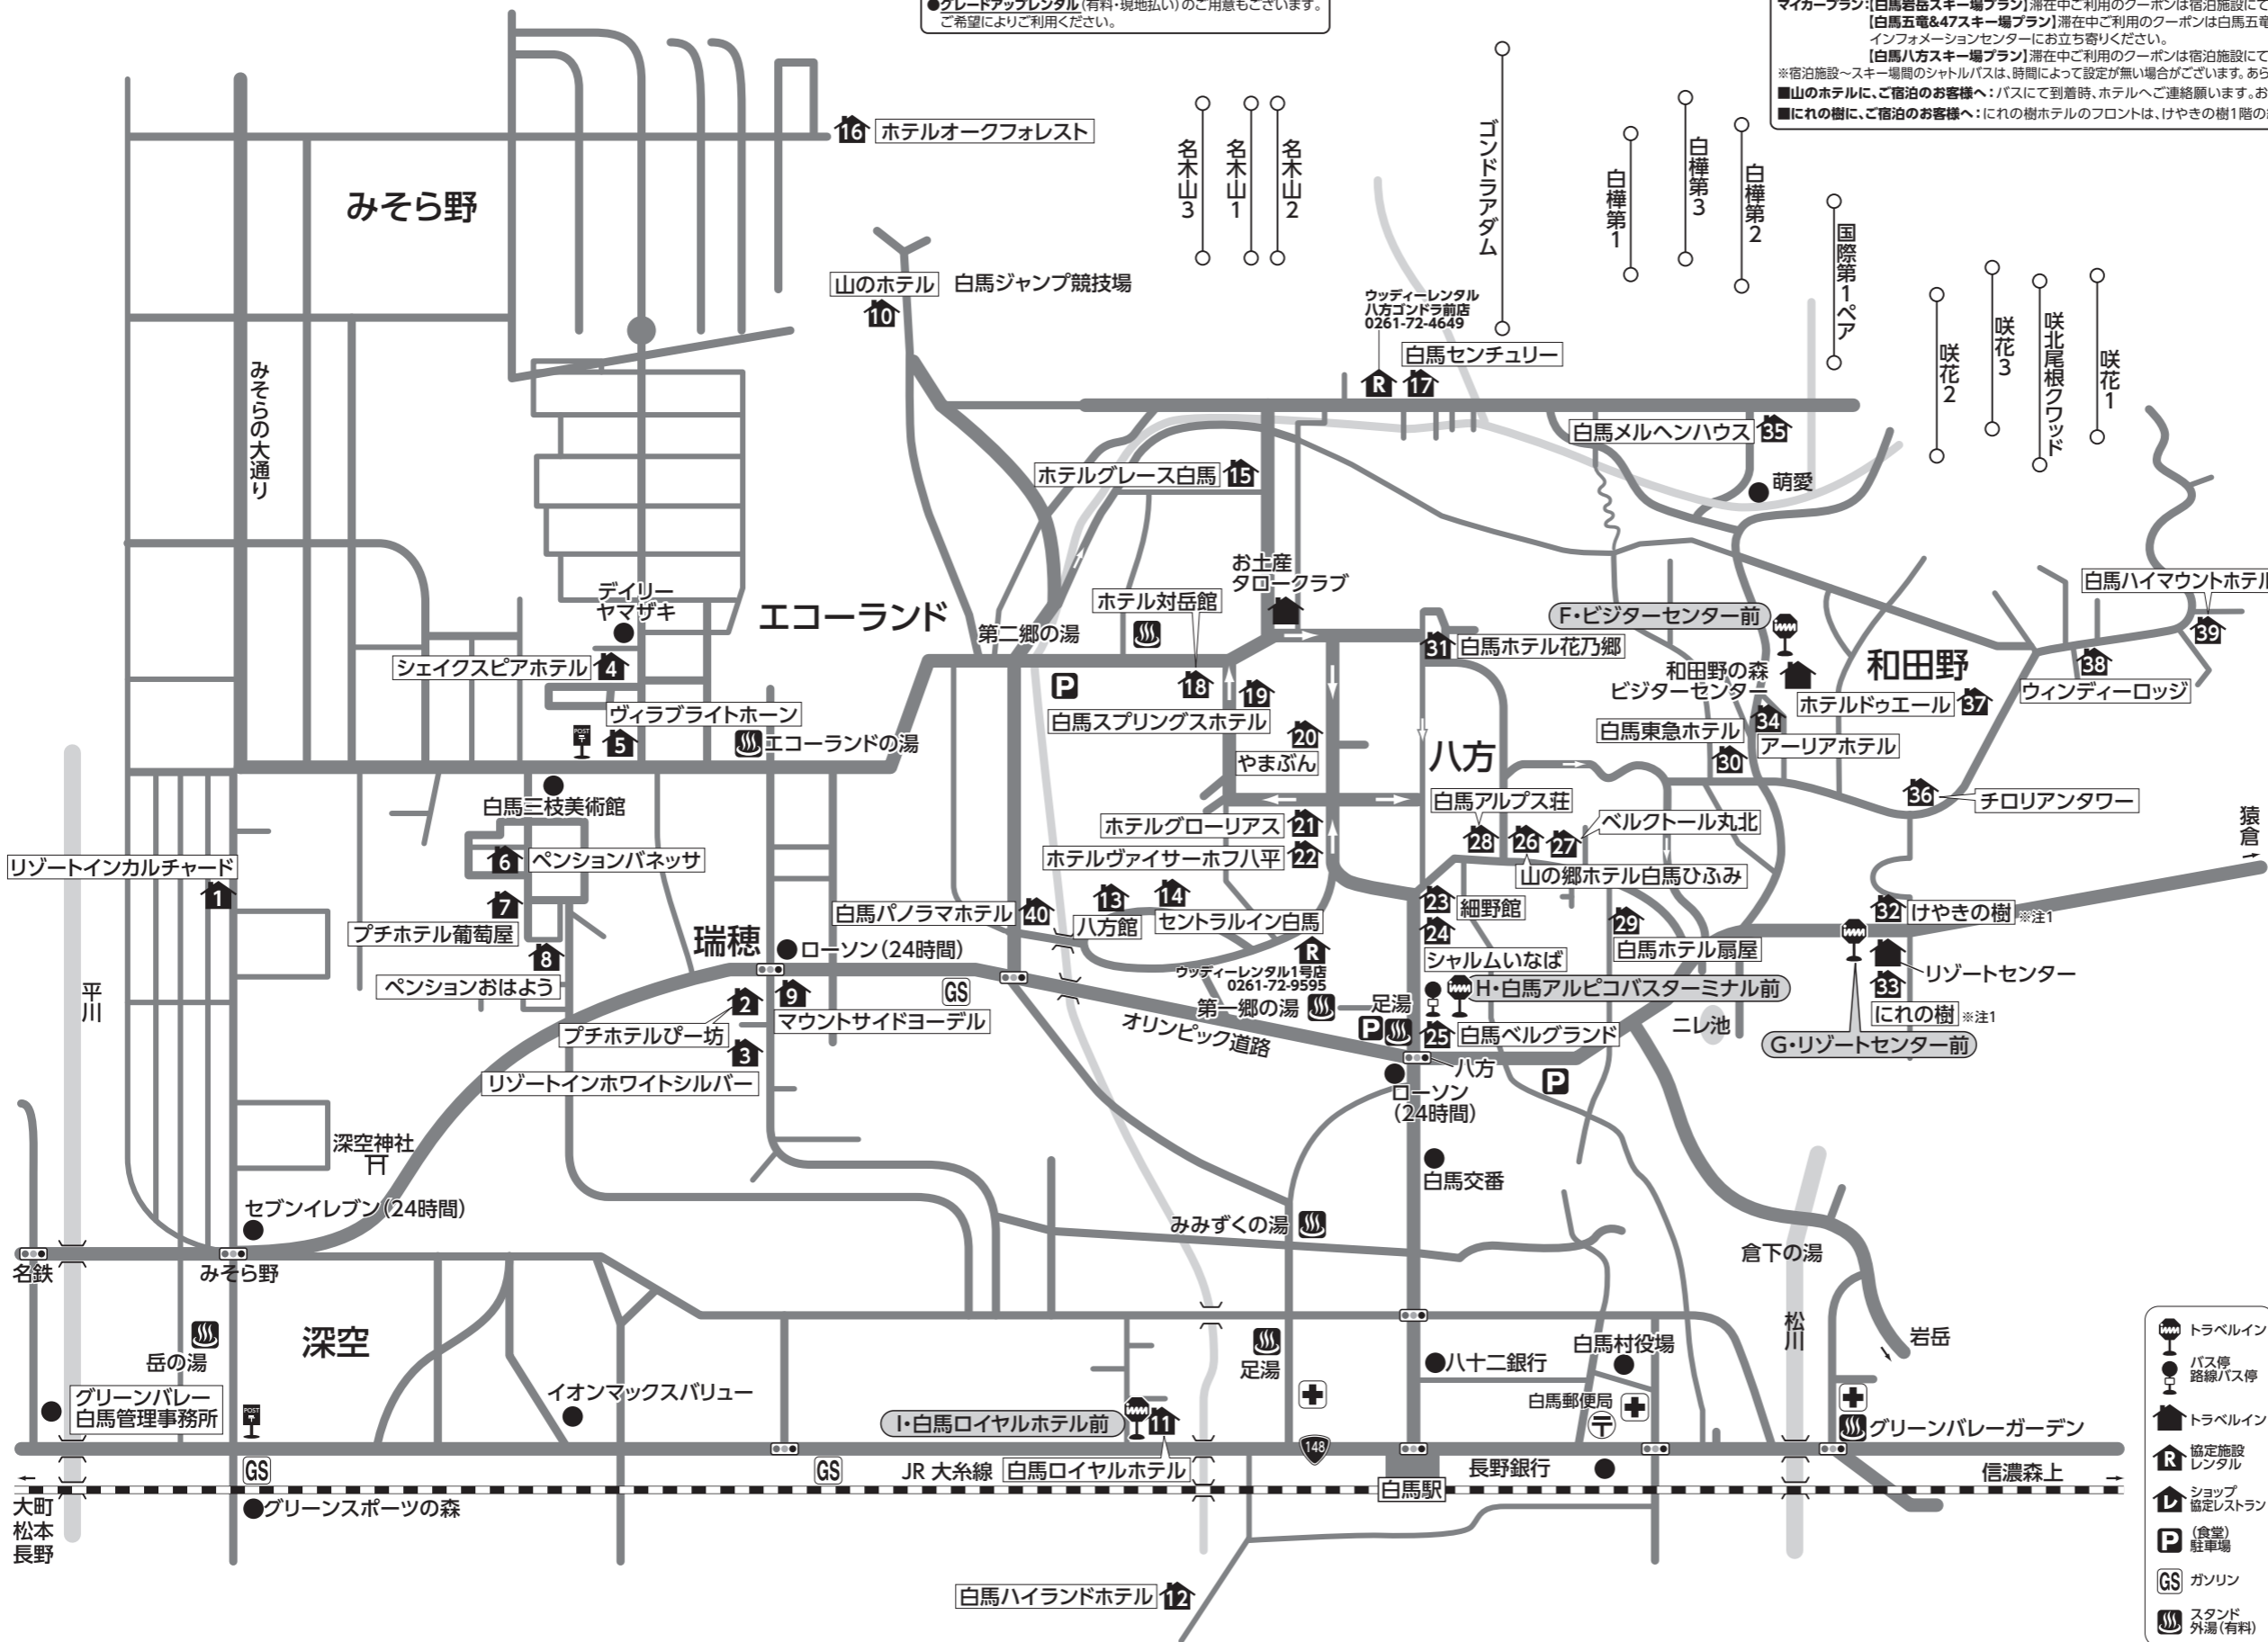 ●グレードアップレンタル(有料・現地払い)のご用意もございます。
ご希望によりご利用ください。
マイカープラン:【白馬岩岳スキー場プラン】滞在中ご利用のクーポンは宿泊施設にて
【白馬五竜&47スキー場プラン】滞在中ご利用のクーポンは白馬五竜
インフォメーションセンターにお立ち寄りください。
【白馬八方スキー場プラン】滞在中ご利用のクーポンは宿泊施設にて
※宿泊施設～スキー場間のシャトルバスは、時間によって設定が無い場合がございます。あら
■山のホテルに、ご宿泊のお客様へ:バスにて到着時、ホテルへご連絡願います。お
■にれの樹に、ご宿泊のお客様へ:にれの樹ホテルのフロントは、けやきの樹1階の
16 ホテルオークフォレスト
みそら野
みそらの大通り
山のホテル
10
白馬ジャンプ競技場
名木山3
名木山1
名木山2
ゴンドラアダム
白樺第1
白樺第3
白樺第2
国際第1ペア
咲花2
咲花3
咲北尾根クワッド
咲花1
ウッディーレンタル
八方ゴンドラ前店
0261-72-4649
白馬センチュリー
R 17
白馬メルヘンハウス 35
萌愛
ホテルグレース白馬 15
お土産
タロークラブ
ホテル対岳館
第二郷の湯
エコーランド
デイリー
ヤマザキ
シェイクスピアホテル 4
ヴィラブライトホーン
POST
5
エコーランドの湯
P
18
19
白馬スプリングスホテル
20
やまぶん
31 白馬ホテル花乃郷
F・ビジターセンター前
和田野の森
ビジターセンター
和田野
白馬ハイマウントホテル
39
38
ウィンディーロッジ
ホテルドゥエール 37
34
アーリアホテル
白馬東急ホテル
30
八方
36 チロリアンタワー
猿倉
白馬三枝美術館
6 ペンションバネッサ
リゾートインカルチャード
1
7
プチホテル葡萄屋
8
ペンションおはよう
ホテルグローリアス 21
ホテルヴァイサーホフ八平 22
白馬アルプス荘
28 26 27
ベルクトール丸北
山の郷ホテル白馬ひふみ
白馬パノラマホテル 40
13
八方館
14
セントラルイン白馬
23 細野館
24
シャルムいなば
29
白馬ホテル扇屋
32 けやきの樹 ※注1
リゾートセンター
33
にれの樹 ※注1
G・リゾートセンター前
ニレ池
瑞穂
ローソン(24時間)
GS
2 9
マウントサイドヨーデル
プチホテルぴー坊
3
リゾートインホワイトシルバー
R
ウッディーレンタル1号店
0261-72-9595
第一郷の湯
足湯
P
オリンピック道路
H・白馬アルピコバスターミナル前
25 白馬ベルグランド
八方
P
ローソン
(24時間)
白馬交番
平川
深空神社
セブンイレブン(24時間)
名鉄
みそら野
みみずくの湯
倉下の湯
松川
岩岳
深空
岳の湯
グリーンバレー
白馬管理事務所
POST
イオンマックスバリュー
I・白馬ロイヤルホテル前
11
足湯
八十二銀行
白馬村役場
白馬郵便局
グリーンバレーガーデン
148
GS
GS
JR 大糸線
白馬ロイヤルホテル
白馬駅
長野銀行
信濃森上
大町
松本
長野
グリーンスポーツの森
白馬ハイランドホテル 12
トラベルイン
バス停
路線バス停
トラベルイン
R 協定施設
レンタル
レ ショップ
協定レストラン
P (食堂)
駐車場
GS ガソリン
スタンド
外湯(有料)